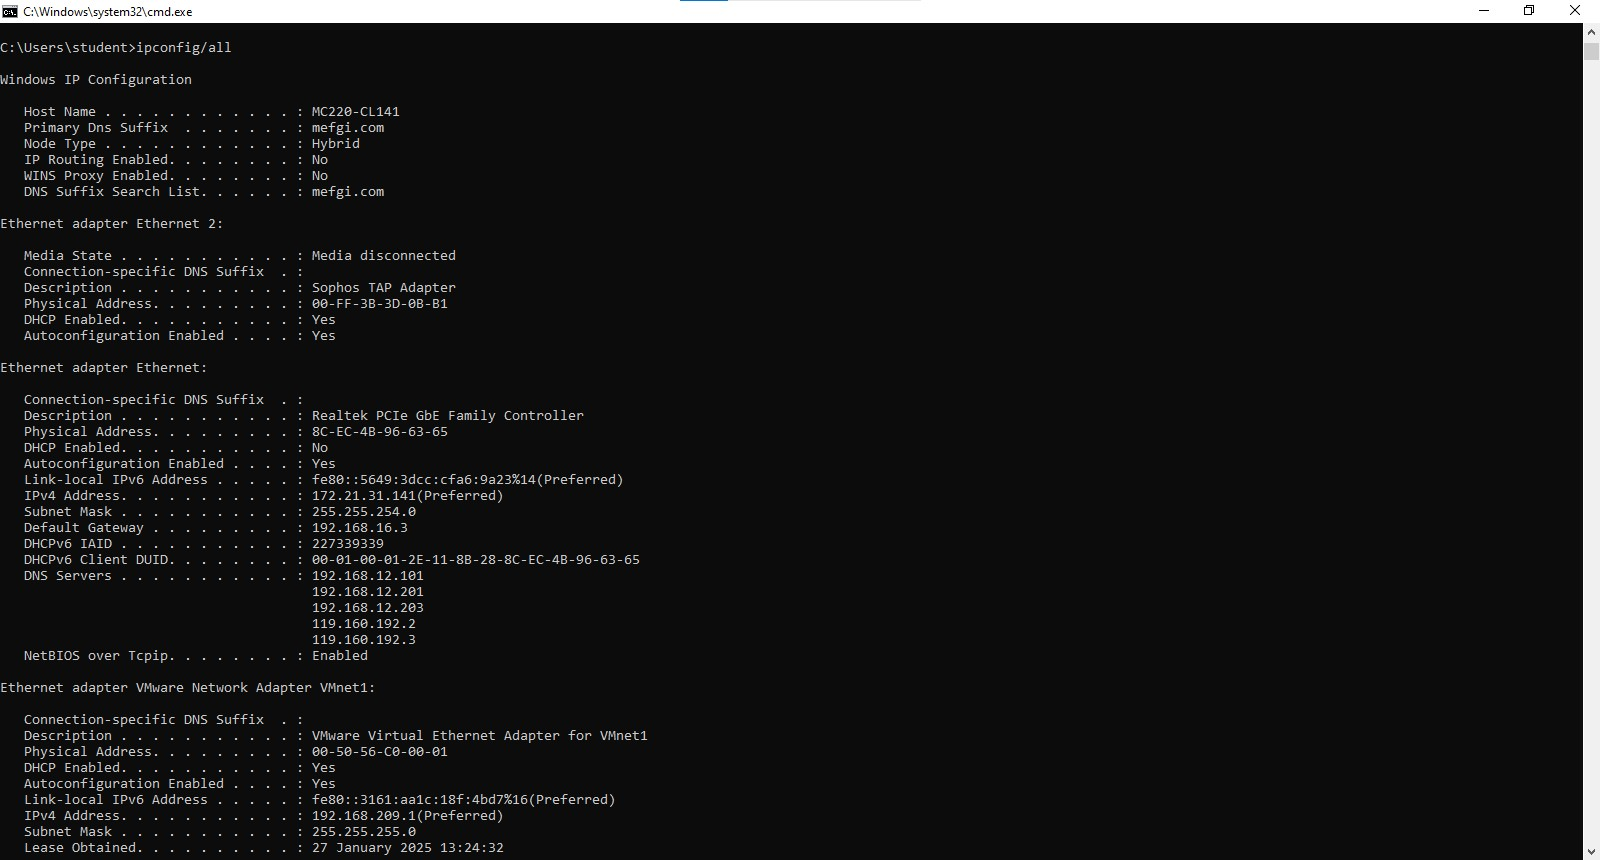 C:\Windows\system32\cmd.exe
C:\Users\student>ipconfig/all
Windows IP Configuration
Host Name . . . . . . . . . . . . : MC220-CL141
Primary Dns Suffix  . . . . . . . : mefgi.com
Node Type . . . . . . . . . . . . : Hybrid
IP Routing Enabled. . . . . . . . : No
WINS Proxy Enabled. . . . . . . . : No
DNS Suffix Search List. . . . . . : mefgi.com
Ethernet adapter Ethernet 2:
Media State . . . . . . . . . . . : Media disconnected
Connection-specific DNS Suffix  . :
Description . . . . . . . . . . . : Sophos TAP Adapter
Physical Address. . . . . . . . . : 00-FF-3B-3D-0B-B1
DHCP Enabled. . . . . . . . . . . : Yes
Autoconfiguration Enabled . . . . : Yes
Ethernet adapter Ethernet:
Connection-specific DNS Suffix  . :
Description . . . . . . . . . . . : Realtek PCIe GbE Family Controller
Physical Address. . . . . . . . . : 8C-EC-4B-96-63-65
DHCP Enabled. . . . . . . . . . . : No
Autoconfiguration Enabled . . . . : Yes
Link-local IPv6 Address . . . . . : fe80::5649:3dcc:cfa6:9a23%14(Preferred)
IPv4 Address. . . . . . . . . . . : 172.21.31.141(Preferred)
Subnet Mask . . . . . . . . . . . : 255.255.254.0
Default Gateway . . . . . . . . . : 192.168.16.3
DHCPv6 IAID . . . . . . . . . . . : 227339339
DHCPv6 Client DUID. . . . . . . . : 00-01-00-01-2E-11-8B-28-8C-EC-4B-96-63-65
DNS Servers . . . . . . . . . . . : 192.168.12.101
192.168.12.201
192.168.12.203
119.160.192.2
119.160.192.3
NetBIOS over Tcpip. . . . . . . . : Enabled
Ethernet adapter VMware Network Adapter VMnet1:
Connection-specific DNS Suffix  . :
Description . . . . . . . . . . . : VMware Virtual Ethernet Adapter for VMnet1
Physical Address. . . . . . . . . : 00-50-56-C0-00-01
DHCP Enabled. . . . . . . . . . . : Yes
Autoconfiguration Enabled . . . . : Yes
Link-local IPv6 Address . . . . . : fe80::3161:aa1c:18f:4bd7%16(Preferred)
IPv4 Address. . . . . . . . . . . : 192.168.209.1(Preferred)
Subnet Mask . . . . . . . . . . . : 255.255.255.0
Lease Obtained. . . . . . . . . . : 27 January 2025 13:24:32